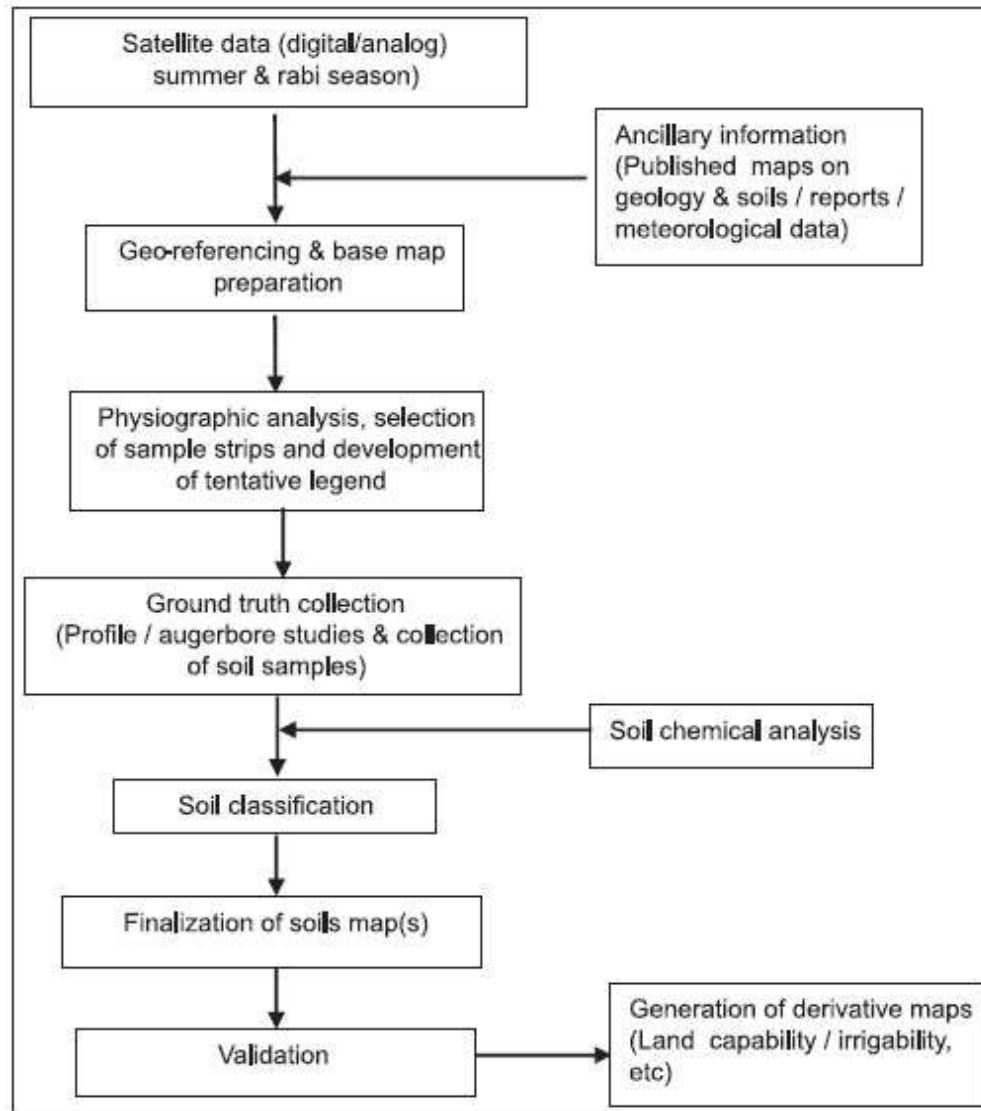 Satellite data (digital/analog)
summer & rabi season)
Ancillary information
(Published maps on
geology & soils / reports /
meteorological data)
Geo-referencing & base map
preparation
Physiographic analysis, selection
of sample strips and development
of tentative legend
Ground truth collection
(Profile / augerbore studies & collection
of soil samples)
Soil chemical analysis
Soil classification
Finalization of soils map(s)
Validation
Generation of derivative maps
(Land capability / irrigability,
etc)